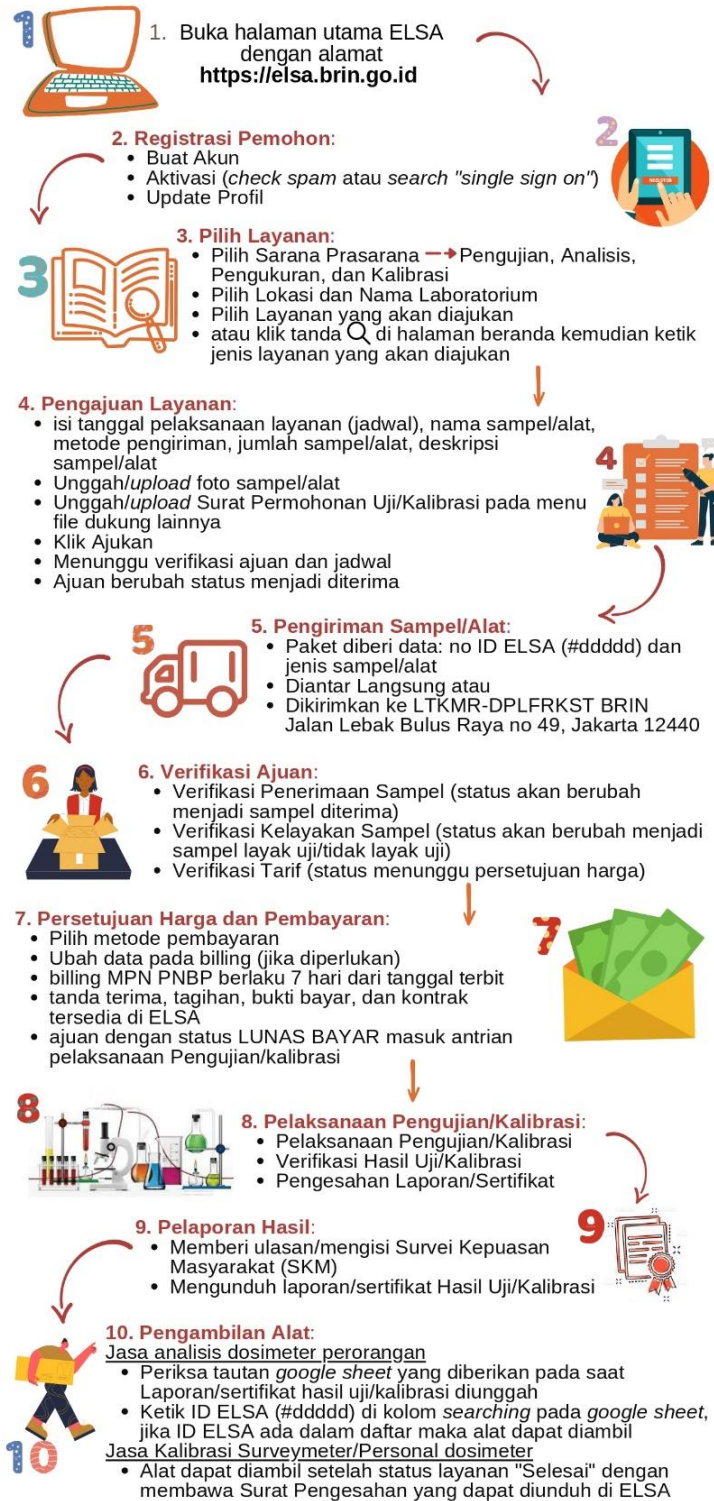 1
1. Buka halaman utama ELSA
dengan alamat
https://elsa.brin.go.id
2
2. Registrasi Pemohon:
• Buat Akun
• Aktivasi (check spam atau search "single sign on")
• Update Profil
3
3. Pilih Layanan:
• Pilih Sarana Prasarana → Pengujian, Analisis,
Pengukuran, dan Kalibrasi
• Pilih Lokasi dan Nama Laboratorium
• Pilih Layanan yang akan diajukan
• atau klik tanda di halaman beranda kemudian ketik
jenis layanan yang akan diajukan
4. Pengajuan Layanan:
• isi tanggal pelaksanaan layanan (jadwal), nama sampel/alat,
metode pengiriman, jumlah sampel/alat, deskripsi
sampel/alat
• Unggah/upload foto sampel/alat
• Unggah/upload Surat Permohonan Uji/Kalibrasi pada menu
file dukung lainnya
• Klik Ajukan
• Menunggu verifikasi ajuan dan jadwal
• Ajuan berubah status menjadi diterima
4
5
5. Pengiriman Sampel/Alat:
• Paket diberi data: no ID ELSA (#ddddd) dan
jenis sampel/alat
• Diantar Langsung atau
• Dikirimkan ke LTKMR-DPLFRKST BRIN
Jalan Lebak Bulus Raya no 49, Jakarta 12440
6
6. Verifikasi Ajuan:
• Verifikasi Penerimaan Sampel (status akan berubah
menjadi sampel diterima)
• Verifikasi Kelayakan Sampel (status akan berubah menjadi
sampel layak uji/tidak layak uji)
• Verifikasi Tarif (status menunggu persetujuan harga)
7. Persetujuan Harga dan Pembayaran:
• Pilih metode pembayaran
• Ubah data pada billing (jika diperlukan)
• billing MPN PNBP berlaku 7 hari dari tanggal terbit
• tanda terima, tagihan, bukti bayar, dan kontrak
tersedia di ELSA
• ajuan dengan status LUNAS BAYAR masuk antrian
pelaksanaan Pengujian/kalibrasi
7
8
8. Pelaksanaan Pengujian/Kalibrasi:
• Pelaksanaan Pengujian/Kalibrasi
• Verifikasi Hasil Uji/Kalibrasi
• Pengesahan Laporan/Sertifikat
9
9. Pelaporan Hasil:
• Memberi ulasan/mengisi Survei Kepuasan
Masyarakat (SKM)
• Mengunduh laporan/sertifikat Hasil Uji/Kalibrasi
10. Pengambilan Alat:
Jasa analisis dosimeter perorangan
• Periksa tautan google sheet yang diberikan pada saat
Laporan/sertifikat hasil uji/kalibrasi diunggah
• Ketik ID ELSA (#ddddd) di kolom searching pada google sheet,
jika ID ELSA ada dalam daftar maka alat dapat diambil
Jasa Kalibrasi Surveymeter/Personal dosimeter
• Alat dapat diambil setelah status layanan "Selesai" dengan
membawa Surat Pengesahan yang dapat diunduh di ELSA
10